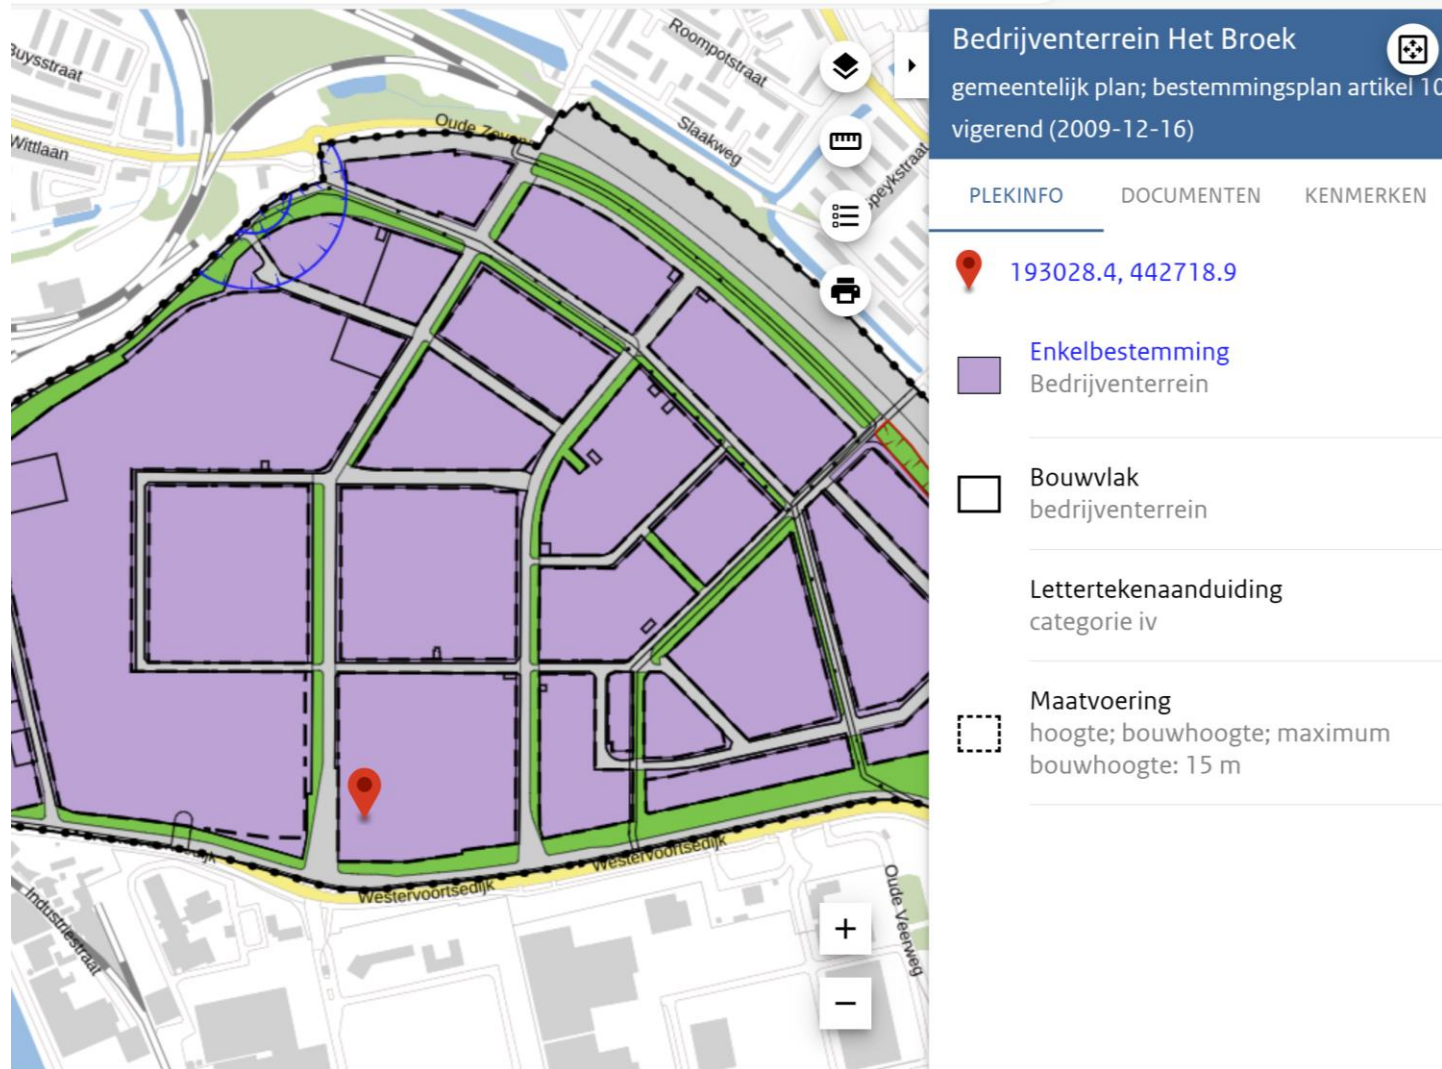 Buysstraat
Wittlaan
Roompotstraat
Slaakweg
Oude Zevena
speykstraat
Industriestraat
Westervoortsedijk
Westervoortsedijk
Oude Veerweg
+
−
Bedrijventerrein Het Broek
gemeentelijk plan; bestemmingsplan artikel 10
vigerend (2009-12-16)
PLEKINFO DOCUMENTEN KENMERKEN
193028.4, 442718.9
Enkelbestemming
Bedrijventerrein
Bouwvlak
bedrijventerrein
Lettertekenaanduiding
categorie iv
Maatvoering
hoogte; bouwhoogte; maximum
bouwhoogte: 15 m